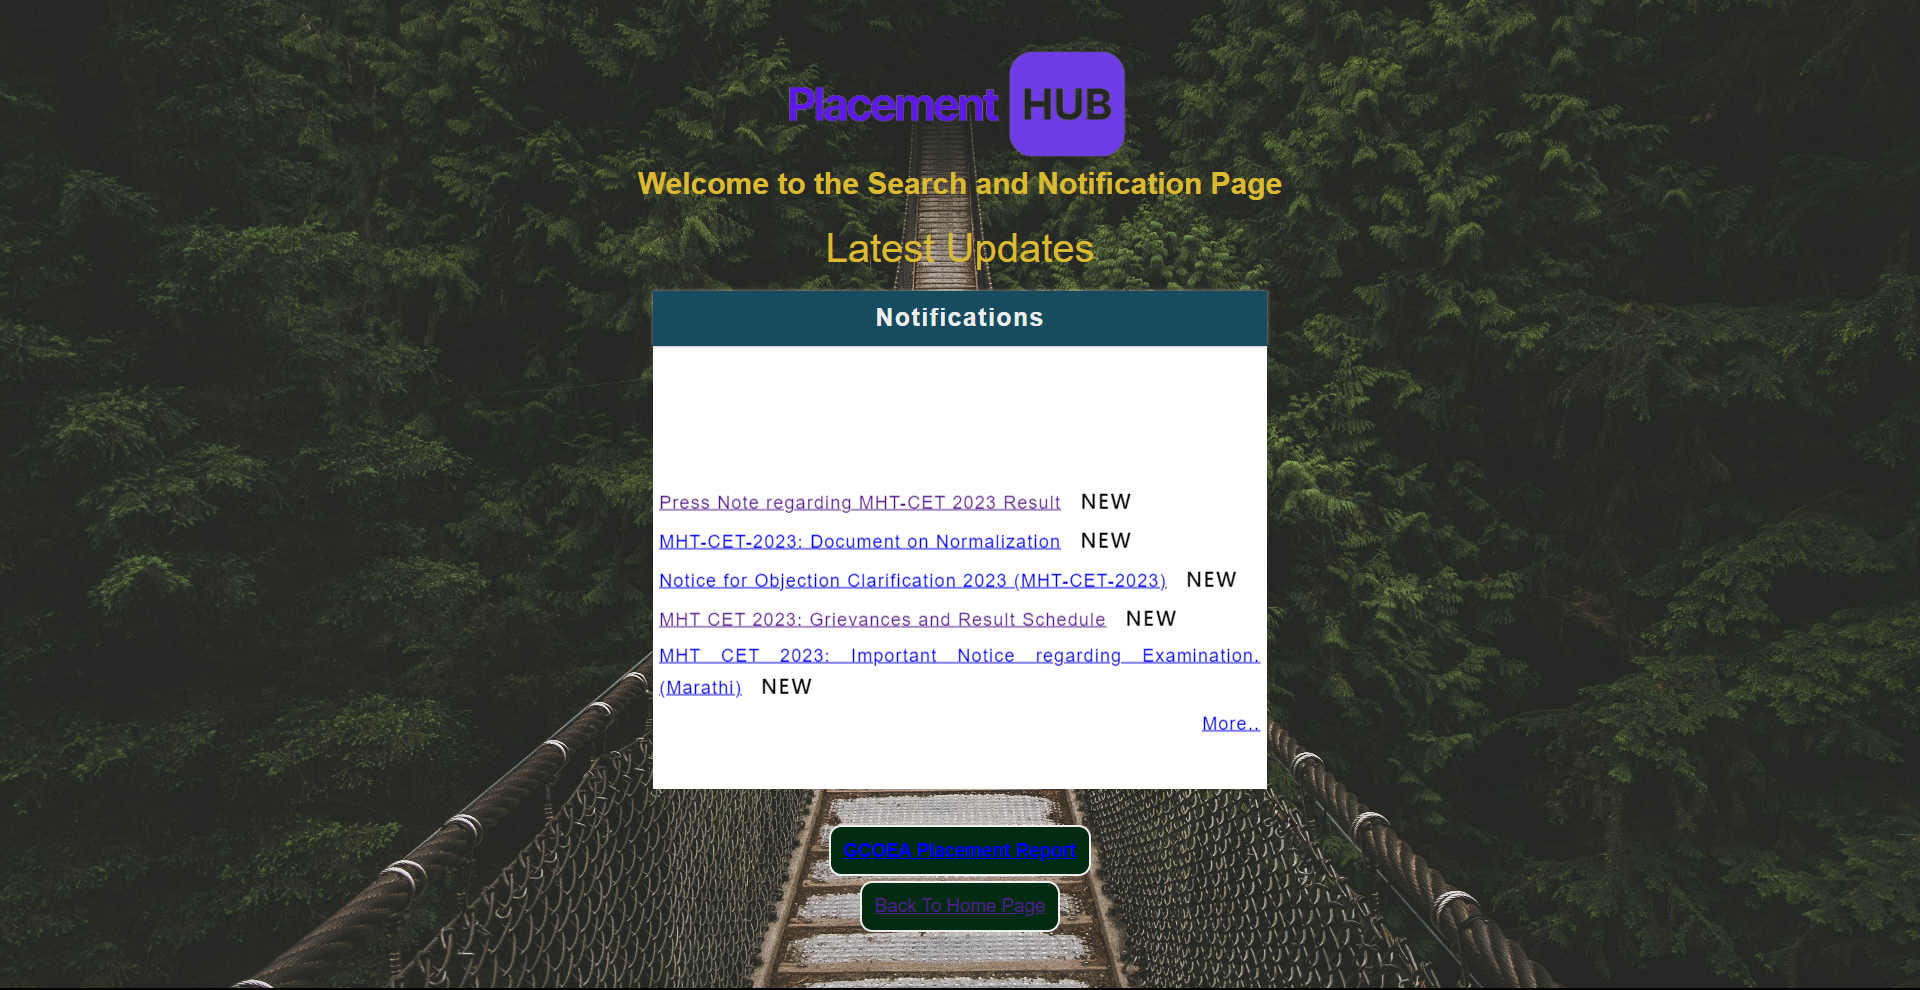 Placement HUB
Welcome to the Search and Notification Page
Latest Updates
Notifications
Press Note regarding MHT-CET 2023 Result NEW
MHT-CET-2023: Document on Normalization NEW
Notice for Objection Clarification 2023 (MHT-CET-2023) NEW
MHT CET 2023: Grievances and Result Schedule NEW
MHT CET 2023: Important Notice regarding Examination.
(Marathi) NEW
More..
GCOEA Placement Report
Back To Home Page